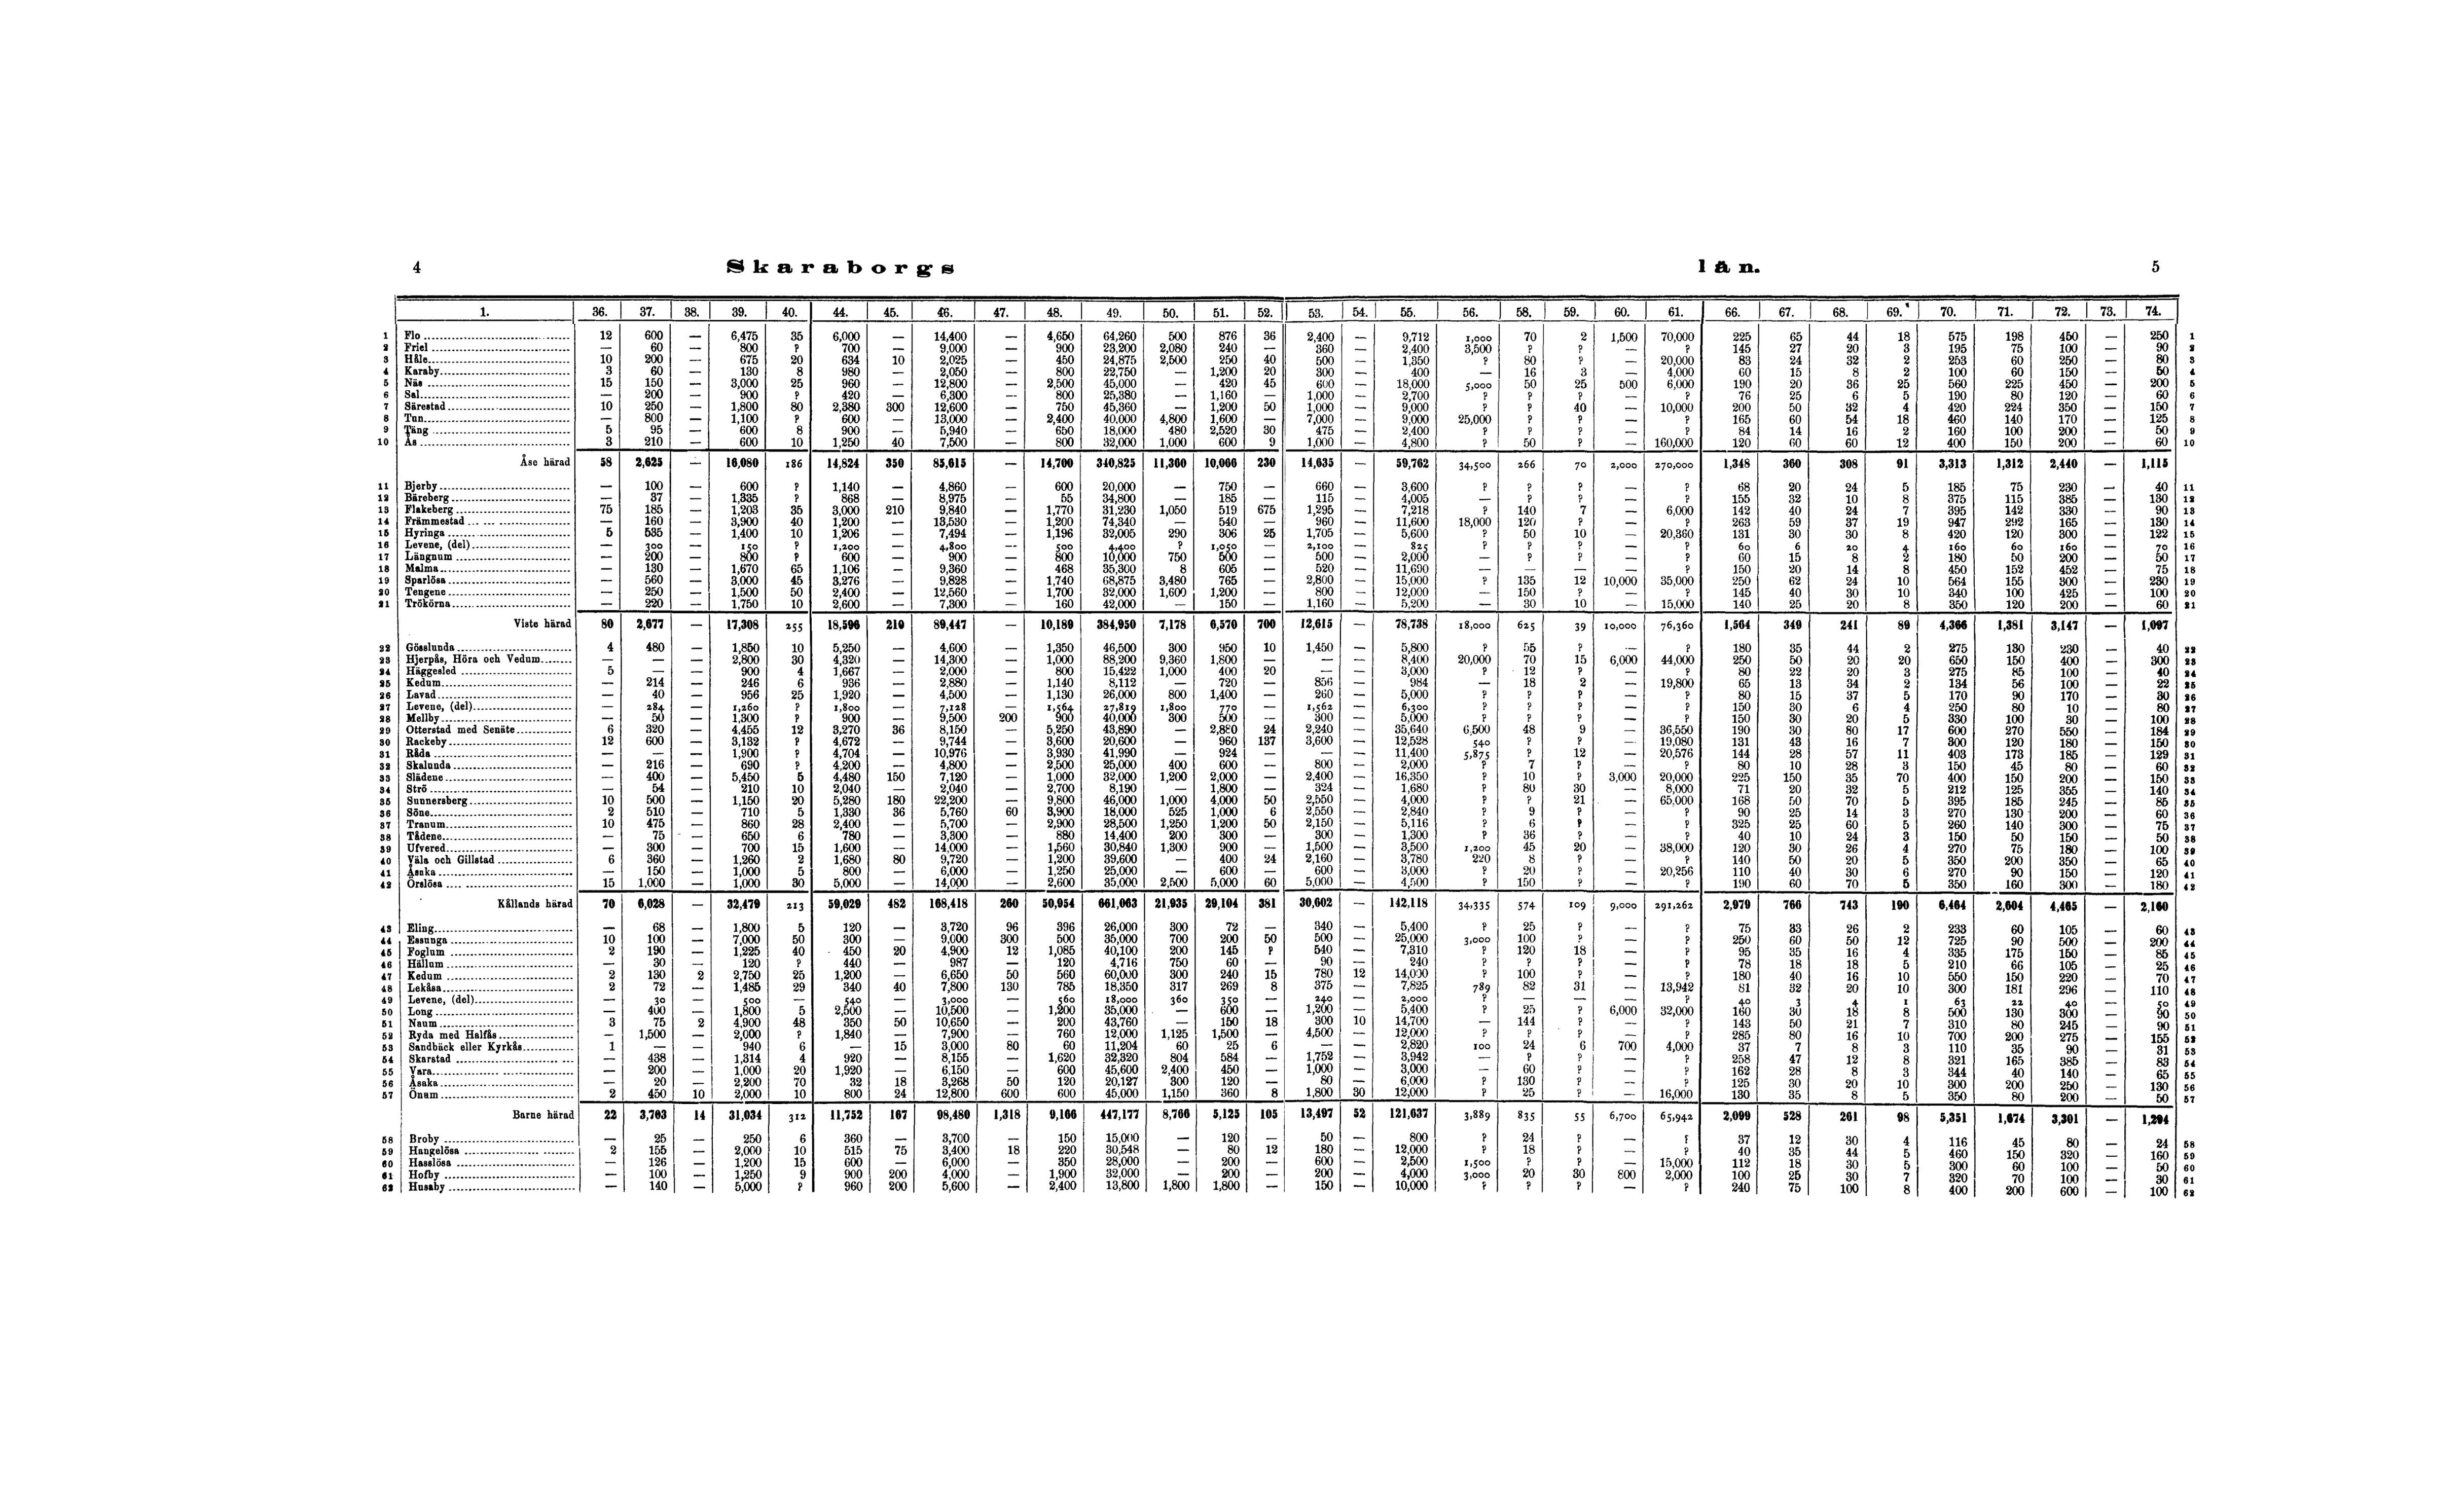 4 Skaraborgs län. 5
1. 36. 37. 38. 39. 40. 44. 45. 46. 47. 48. 49. 50. 51. 52. 53. 54. 55. 56. 58. 59. 60. 61. 66. 67. 68. 69. 70. 71. 72. 73. 74.
1 Flo 12 600 — 6,475 35 6,000 — 14,400 — 4,650 64,260 500 876 36 2,400 — 9,712 1,000 70 2 1,500 70,000 225 65 44 18 575 198 450 — 250 1
2 Friel — 60 — 800 ? 700 — 9,000 — 900 23,200 2,080 240 — 360 — 2,400 3,500 ? ? — ? 145 27 20 3 195 75 100 — 90 2
3 Håle 10 200 — 675 20 634 10 2,025 — 450 24,875 2,500 250 40 500 — 1,350 ? 80 ? — 20,000 83 24 32 2 253 60 250 — 80 3
4 Karaby 3 60 — 130 8 980 — 2,050 — 800 22,750 — 1,200 20 300 — 400 — 16 3 — 4,000 60 15 8 2 100 60 150 — 50 4
5 Näs 15 150 — 3,000 25 960 — 12,800 — 2,500 45,000 — 420 45 600 — 18,000 5,000 50 25 500 6,000 190 20 36 25 560 225 450 — 200 5
6 Sal — 200 — 900 ? 420 — 6,300 — 800 25,380 — 1,160 — 1,000 — 2,700 ? ? ? — ? 76 25 6 5 190 80 120 — 60 6
7 Särestad 10 250 — 1,800 80 2,380 300 12,600 — 750 45,360 — 1,200 50 1,000 — 9,000 ? ? 40 — 10,000 200 50 32 4 420 224 350 — 150 7
8 Tun — 800 — 1,100 ? 600 — 13,000 — 2,400 40,000 4,800 1,600 — 7,000 — 9,000 25,000 ? ? — ? 165 60 54 18 460 140 170 — 125 8
9 Täng 5 95 — 600 8 900 — 5,940 — 650 18,000 480 2,520 30 475 — 2,400 ? ? ? — ? 84 14 16 2 160 100 200 — 50 9
10 Ås 3 210 — 600 10 1,250 40 7,500 — 800 32,000 1,000 600 9 1,000 — 4,800 ? 50 ? — 160,000 120 60 60 12 400 150 200 — 60 10
Åse härad 58 2,625 — 16,080 186 14,824 350 85,615 — 14,700 340,825 11,360 10,066 230 14,635 — 59,762 34,500 266 70 2,000 270,000 1,348 360 308 91 3,313 1,312 2,440 — 1,115
11 Bjerby — 100 — 600 ? 1,140 — 4,860 — 600 20,000 — 750 — 660 — 3,600 ? ? ? — ? 68 20 24 5 185 75 230 — 40 11
12 Bäreberg — 37 — 1,335 ? 868 — 8,975 — 55 34,800 — 185 — 115 — 4,005 — ? ? — ? 155 32 10 8 375 115 385 — 130 12
13 Flakeberg 75 185 — 1,203 35 3,000 210 9,840 — 1,770 31,230 1,050 519 675 1,295 — 7,218 ? 140 7 — 6,000 142 40 24 7 395 142 330 — 90 13
14 Främmestad — 160 — 3,900 40 1,200 — 13,530 — 1,200 74,340 — 540 — 960 — 11,600 18,000 120 ? — ? 263 59 37 19 947 292 165 — 130 14
15 Hyringa 5 535 — 1,400 10 1,206 — 7,494 — 1,196 32,005 290 306 25 1,705 — 5,600 ? 50 10 — 20,360 131 30 30 8 420 120 300 — 122 15
16 Levene, (del) — 300 — 150 ? 1,200 — 4,800 — 500 4,400 ? 1,050 — 2,100 — 825 ? ? ? — ? 60 6 20 4 160 60 160 — 70 16
17 Längnum — 200 — 800 ? 600 — 900 — 800 10,000 750 500 — 500 — 2,000 — ? ? — ? 60 15 8 2 180 50 200 — 50 17
18 Malma — 130 — 1,670 65 1,106 — 9,360 — 468 35,300 8 605 — 520 — 11,690 — — — — ? 150 20 14 8 450 152 452 — 75 18
19 Sparlösa — 560 — 3,000 45 3,276 — 9,828 — 1,740 68,875 3,480 765 — 2,800 — 15,000 ? 135 12 10,000 35,000 250 62 24 10 564 155 300 — 230 19
20 Tengene — 250 — 1,500 50 2,400 — 12,560 — 1,700 32,000 1,600 1,200 — 800 — 12,000 — 150 ? — ? 145 40 30 10 340 100 425 — 100 20
21 Trökörna — 220 — 1,750 10 2,600 — 7,300 — 160 42,000 — 150 — 1,160 — 5,200 — 30 10 — 15,000 140 25 20 8 350 120 200 — 60 21
Viste härad 80 2,677 — 17,308 255 18,596 210 89,447 — 10,189 384,950 7,178 6,570 700 12,615 — 78,738 18,000 625 39 10,000 76,360 1,564 349 241 89 4,366 1,381 3,147 — 1,097
22 Gösslunda 4 480 — 1,850 10 5,250 — 4,600 — 1,350 46,500 300 950 10 1,450 — 5,800 ? 55 ? — ? 180 35 44 2 275 130 230 — 40 22
23 Hjerpås, Höra och Vedum — — — 2,800 30 4,320 — 14,300 — 1,000 88,200 9,360 1,800 — — — 8,400 20,000 70 15 6,000 44,000 250 50 20 20 650 150 400 — 300 23
24 Häggesled 5 — — 900 4 1,667 — 2,000 — 800 15,422 1,000 400 20 — — 3,000 ? 12 ? — ? 80 22 20 3 275 85 100 — 40 24
25 Kedum — 214 — 246 6 936 — 2,880 — 1,140 8,112 — 720 — 856 — 984 — 18 2 — 19,800 65 13 34 2 134 56 100 — 22 25
26 Lavad — 40 — 956 25 1,920 — 4,500 — 1,130 26,000 800 1,400 — 260 — 5,000 ? ? ? — ? 80 15 37 5 170 90 170 — 30 26
27 Levene, (del) — 284 — 1,260 ? 1,800 — 7,128 — 1,564 27,819 1,800 770 — 1,562 — 6,300 ? ? ? — ? 150 30 6 4 250 80 10 — 80 27
28 Mellby — 50 — 1,300 ? 900 — 9,500 200 900 40,000 300 500 — 300 — 5,000 ? ? ? — ? 150 30 20 5 330 100 30 — 100 28
29 Otterstad med Senäte 6 320 — 4,455 12 3,270 36 8,150 — 5,250 43,890 — 2,880 24 2,240 — 35,640 6,500 48 9 — 36,550 190 30 80 17 600 270 550 — 184 29
30 Rackeby 12 600 — 3,132 ? 4,672 — 9,744 — 3,600 20,600 — 960 137 3,600 — 12,528 540 ? ? — 19,080 131 43 16 7 300 120 180 — 150 30
31 Råda — — — 1,900 ? 4,704 — 10,976 — 3,930 41,990 — 924 — — — 11,400 5,875 ? 12 — 20,576 144 28 57 11 403 173 185 — 129 31
32 Skalunda — 216 — 690 ? 4,200 — 4,800 — 2,500 25,000 400 600 — 800 — 2,000 ? 7 ? — ? 80 10 28 3 150 45 80 — 60 32
33 Slädene — 400 — 5,450 5 4,480 150 7,120 — 1,000 32,000 1,200 2,000 — 2,400 — 16,350 ? 10 ? 3,000 20,000 225 150 35 70 400 150 200 — 150 33
34 Strö — 54 — 210 10 2,040 — 2,040 — 2,700 8,190 — 1,800 — 324 — 1,680 ? 80 30 — 8,000 71 20 32 5 212 125 355 — 140 34
35 Sunnersberg 10 500 — 1,150 20 5,280 180 22,200 — 9,800 46,000 1,000 4,000 50 2,550 — 4,000 ? ? 21 — 65,000 168 50 70 5 395 185 245 — 85 35
36 Söne 2 510 — 710 5 1,330 36 5,760 60 3,900 18,000 525 1,000 6 2,550 — 2,840 ? 9 ? — ? 90 25 14 3 270 130 200 — 60 36
37 Tranum 10 475 — 860 28 2,400 — 5,700 — 2,900 28,500 1,250 1,200 50 2,150 — 5,116 ? 6 ? — ? 325 25 60 5 260 140 300 — 75 37
38 Tådene — 75 — 650 6 780 — 3,300 — 880 14,400 200 300 — 300 — 1,300 ? 36 ? — ? 40 10 24 3 150 50 150 — 50 38
39 Ufvered — 300 — 700 15 1,600 — 14,000 — 1,560 30,840 1,300 900 — 1,500 — 3,500 1,200 45 20 — 38,000 120 30 26 4 270 75 180 — 100 39
40 Väla och Gillstad 6 360 — 1,260 2 1,680 80 9,720 — 1,200 39,600 — 400 24 2,160 — 3,780 220 8 ? — ? 140 50 20 5 350 200 350 — 65 40
41 Åsaka — 150 — 1,000 5 800 — 6,000 — 1,250 25,000 — 600 — 600 — 3,000 ? 20 ? — 20,256 110 40 30 6 270 90 150 — 120 41
42 Örslösa 15 1,000 — 1,000 30 5,000 — 14,000 — 2,600 35,000 2,500 5,000 60 5,000 — 4,500 ? 150 ? — ? 190 60 70 5 350 160 300 — 180 42
Kållands härad 70 6,028 — 32,479 213 59,029 482 168,418 260 50,954 661,063 21,935 29,104 381 30,602 — 142,118 34,335 574 109 9,000 291,262 2,979 766 743 190 6,464 2,604 4,465 — 2,160
43 Eling — 68 — 1,800 5 120 — 3,720 96 396 26,000 300 72 — 340 — 5,400 ? 25 ? — ? 75 33 26 2 233 60 105 — 60 43
44 Essunga 10 100 — 7,000 50 300 — 9,000 300 500 35,000 700 200 50 500 — 25,000 3,000 100 ? — ? 250 60 50 12 725 90 500 — 200 44
45 Foglum 2 190 — 1,225 40 450 20 4,900 12 1,085 40,100 200 145 ? 540 — 7,310 ? 120 18 — ? 95 35 16 4 335 175 150 — 85 45
46 Hällum — 30 — 120 ? 440 — 987 — 120 4,716 750 60 — 90 — 240 ? ? ? — ? 78 18 18 5 210 66 105 — 25 46
47 Kedum 2 130 2 2,750 25 1,200 — 6,650 50 560 60,000 300 240 15 780 12 14,000 ? 100 ? — ? 180 40 16 10 550 150 220 — 70 47
48 Lekåsa 2 72 — 1,485 29 340 40 7,800 130 785 18,350 317 269 8 375 — 7,825 789 82 31 — 13,942 81 32 20 10 300 181 296 — 110 48
49 Levene, (del) — 30 — 500 — 540 — 3,000 — 560 18,000 360 350 — 240 — 2,000 ? — — — ? 40 3 4 1 63 22 40 — 50 49
50 Long — 400 — 1,800 5 2,500 — 10,500 — 1,200 35,000 — 600 — 1,200 — 5,400 ? 25 ? 6,000 32,000 160 30 18 8 500 130 300 — 90 50
51 Naum 3 75 2 4,900 48 350 50 10,650 — 200 43,760 — 150 18 300 10 14,700 — 144 ? — ? 143 50 21 7 310 80 245 — 90 51
52 Ryda med Halfås — 1,500 — 2,000 ? 1,840 — 7,900 — 760 12,000 1,125 1,500 — 4,500 — 12,000 ? ? ? — ? 285 80 16 10 700 200 275 — 155 52
53 Sandbäck eller Kyrkås 1 — — 940 6 — 15 3,000 80 60 11,204 60 25 6 — — 2,820 100 24 6 700 4,000 37 7 8 3 110 35 90 — 31 53
54 Skarstad — 438 — 1,314 4 920 — 8,155 — 1,620 32,320 804 584 — 1,752 — 3,942 — ? ? — ? 258 47 12 8 321 165 385 — 83 54
55 Vara — 200 — 1,000 20 1,920 — 6,150 — 600 45,600 2,400 450 — 1,000 — 3,000 — 60 ? — ? 162 28 8 3 344 40 140 — 65 55
56 Åsaka — 20 — 2,200 70 32 18 3,268 50 120 20,127 300 120 — 80 — 6,000 ? 130 ? — ? 125 30 20 10 300 200 250 — 130 56
57 Önum 2 450 10 2,000 10 800 24 12,800 600 600 45,000 1,150 360 8 1,800 30 12,000 ? 25 ? — 16,000 130 35 8 5 350 80 200 — 50 57
Barne härad 22 3,703 14 31,034 312 11,752 167 98,480 1,318 9,166 447,177 8,766 5,125 105 13,497 52 121,637 3,889 835 55 6,700 65,942 2,099 528 261 98 5,351 1,674 3,301 — 1,294
58 Broby — 25 — 250 6 360 — 3,700 — 150 15,000 — 120 — 50 — 800 ? 24 ? — ? 37 12 30 4 116 45 80 — 24 58
59 Hangelösa 2 155 — 2,000 10 515 75 3,400 18 220 30,548 — 80 12 180 — 12,000 ? 18 ? — ? 40 35 44 5 460 150 320 — 160 59
60 Hasslösa — 126 — 1,200 15 600 — 6,000 — 350 28,000 — 200 — 600 — 2,500 1,500 ? ? — 15,000 112 18 30 5 300 60 100 — 50 60
61 Hofby — 100 — 1,250 9 900 200 4,000 — 1,900 32,000 — 200 — 200 — 4,000 3,000 20 30 800 2,000 100 25 30 7 320 70 100 — 30 61
62 Husaby — 140 — 5,000 ? 960 200 5,600 — 2,400 13,800 1,800 1,800 — 150 — 10,000 ? ? ? — ? 240 75 100 8 400 200 600 — 100 62